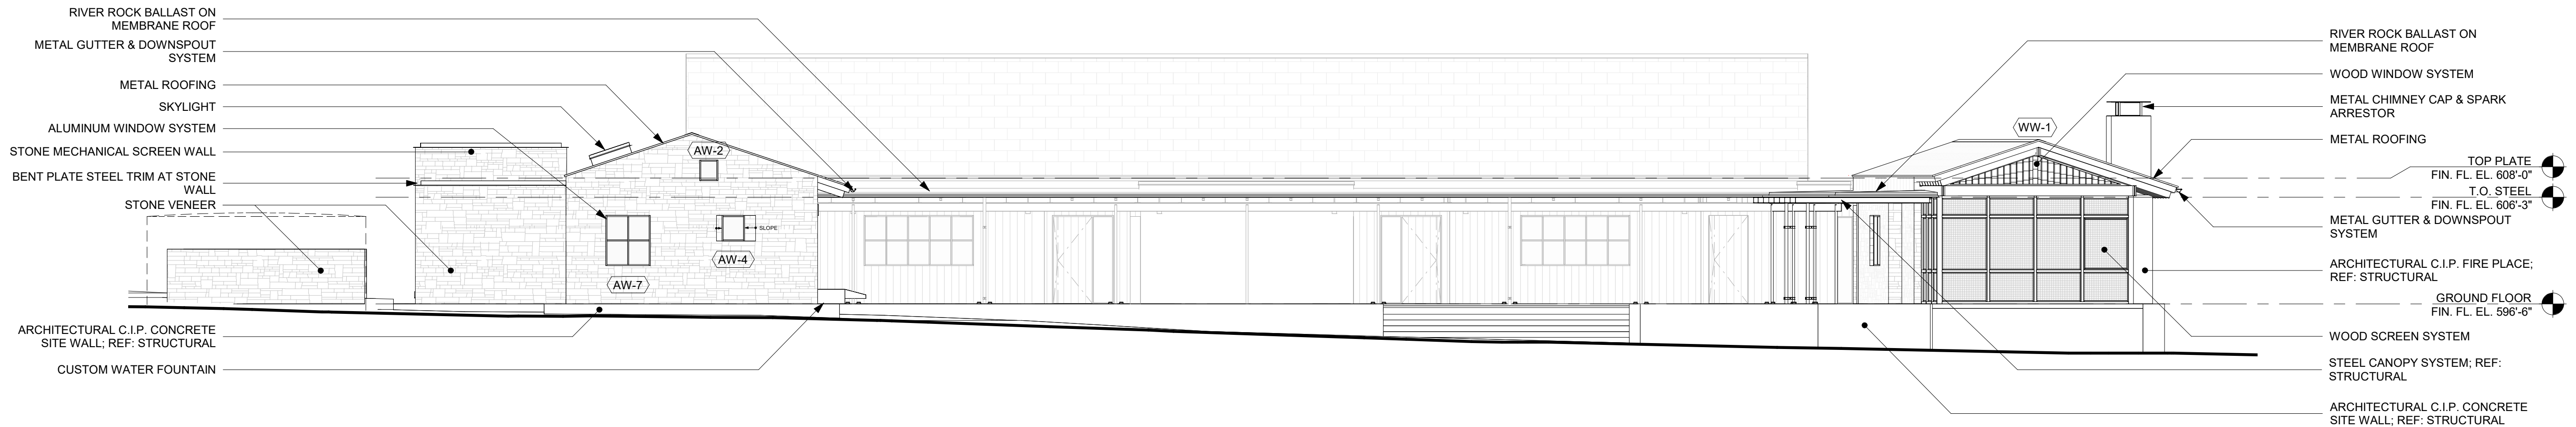 RIVER ROCK BALLAST ON
MEMBRANE ROOF
METAL GUTTER & DOWNSPOUT
SYSTEM
METAL ROOFING
SKYLIGHT
ALUMINUM WINDOW SYSTEM
STONE MECHANICAL SCREEN WALL
BENT PLATE STEEL TRIM AT STONE
WALL
STONE VENEER
ARCHITECTURAL C.I.P. CONCRETE
SITE WALL; REF: STRUCTURAL
CUSTOM WATER FOUNTAIN
AW-2
SLOPE
AW-4
AW-7
WW-1
RIVER ROCK BALLAST ON
MEMBRANE ROOF
WOOD WINDOW SYSTEM
METAL CHIMNEY CAP & SPARK
ARRESTOR
METAL ROOFING
TOP PLATE
FIN. FL. EL. 608'-0"
T.O. STEEL
FIN. FL. EL. 606'-3"
METAL GUTTER & DOWNSPOUT
SYSTEM
ARCHITECTURAL C.I.P. FIRE PLACE;
REF: STRUCTURAL
GROUND FLOOR
FIN. FL. EL. 596'-6"
WOOD SCREEN SYSTEM
STEEL CANOPY SYSTEM; REF:
STRUCTURAL
ARCHITECTURAL C.I.P. CONCRETE
SITE WALL; REF: STRUCTURAL